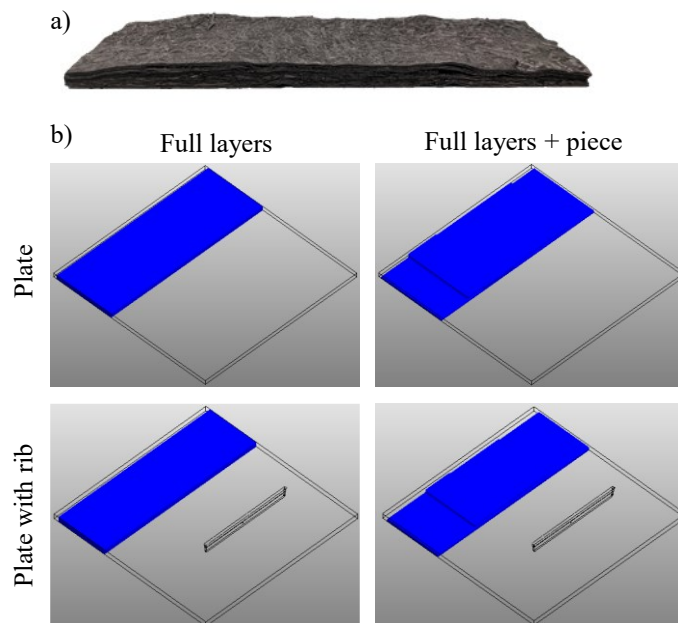 a)
b)
Full layers
Full layers + piece
Plate
Plate with rib